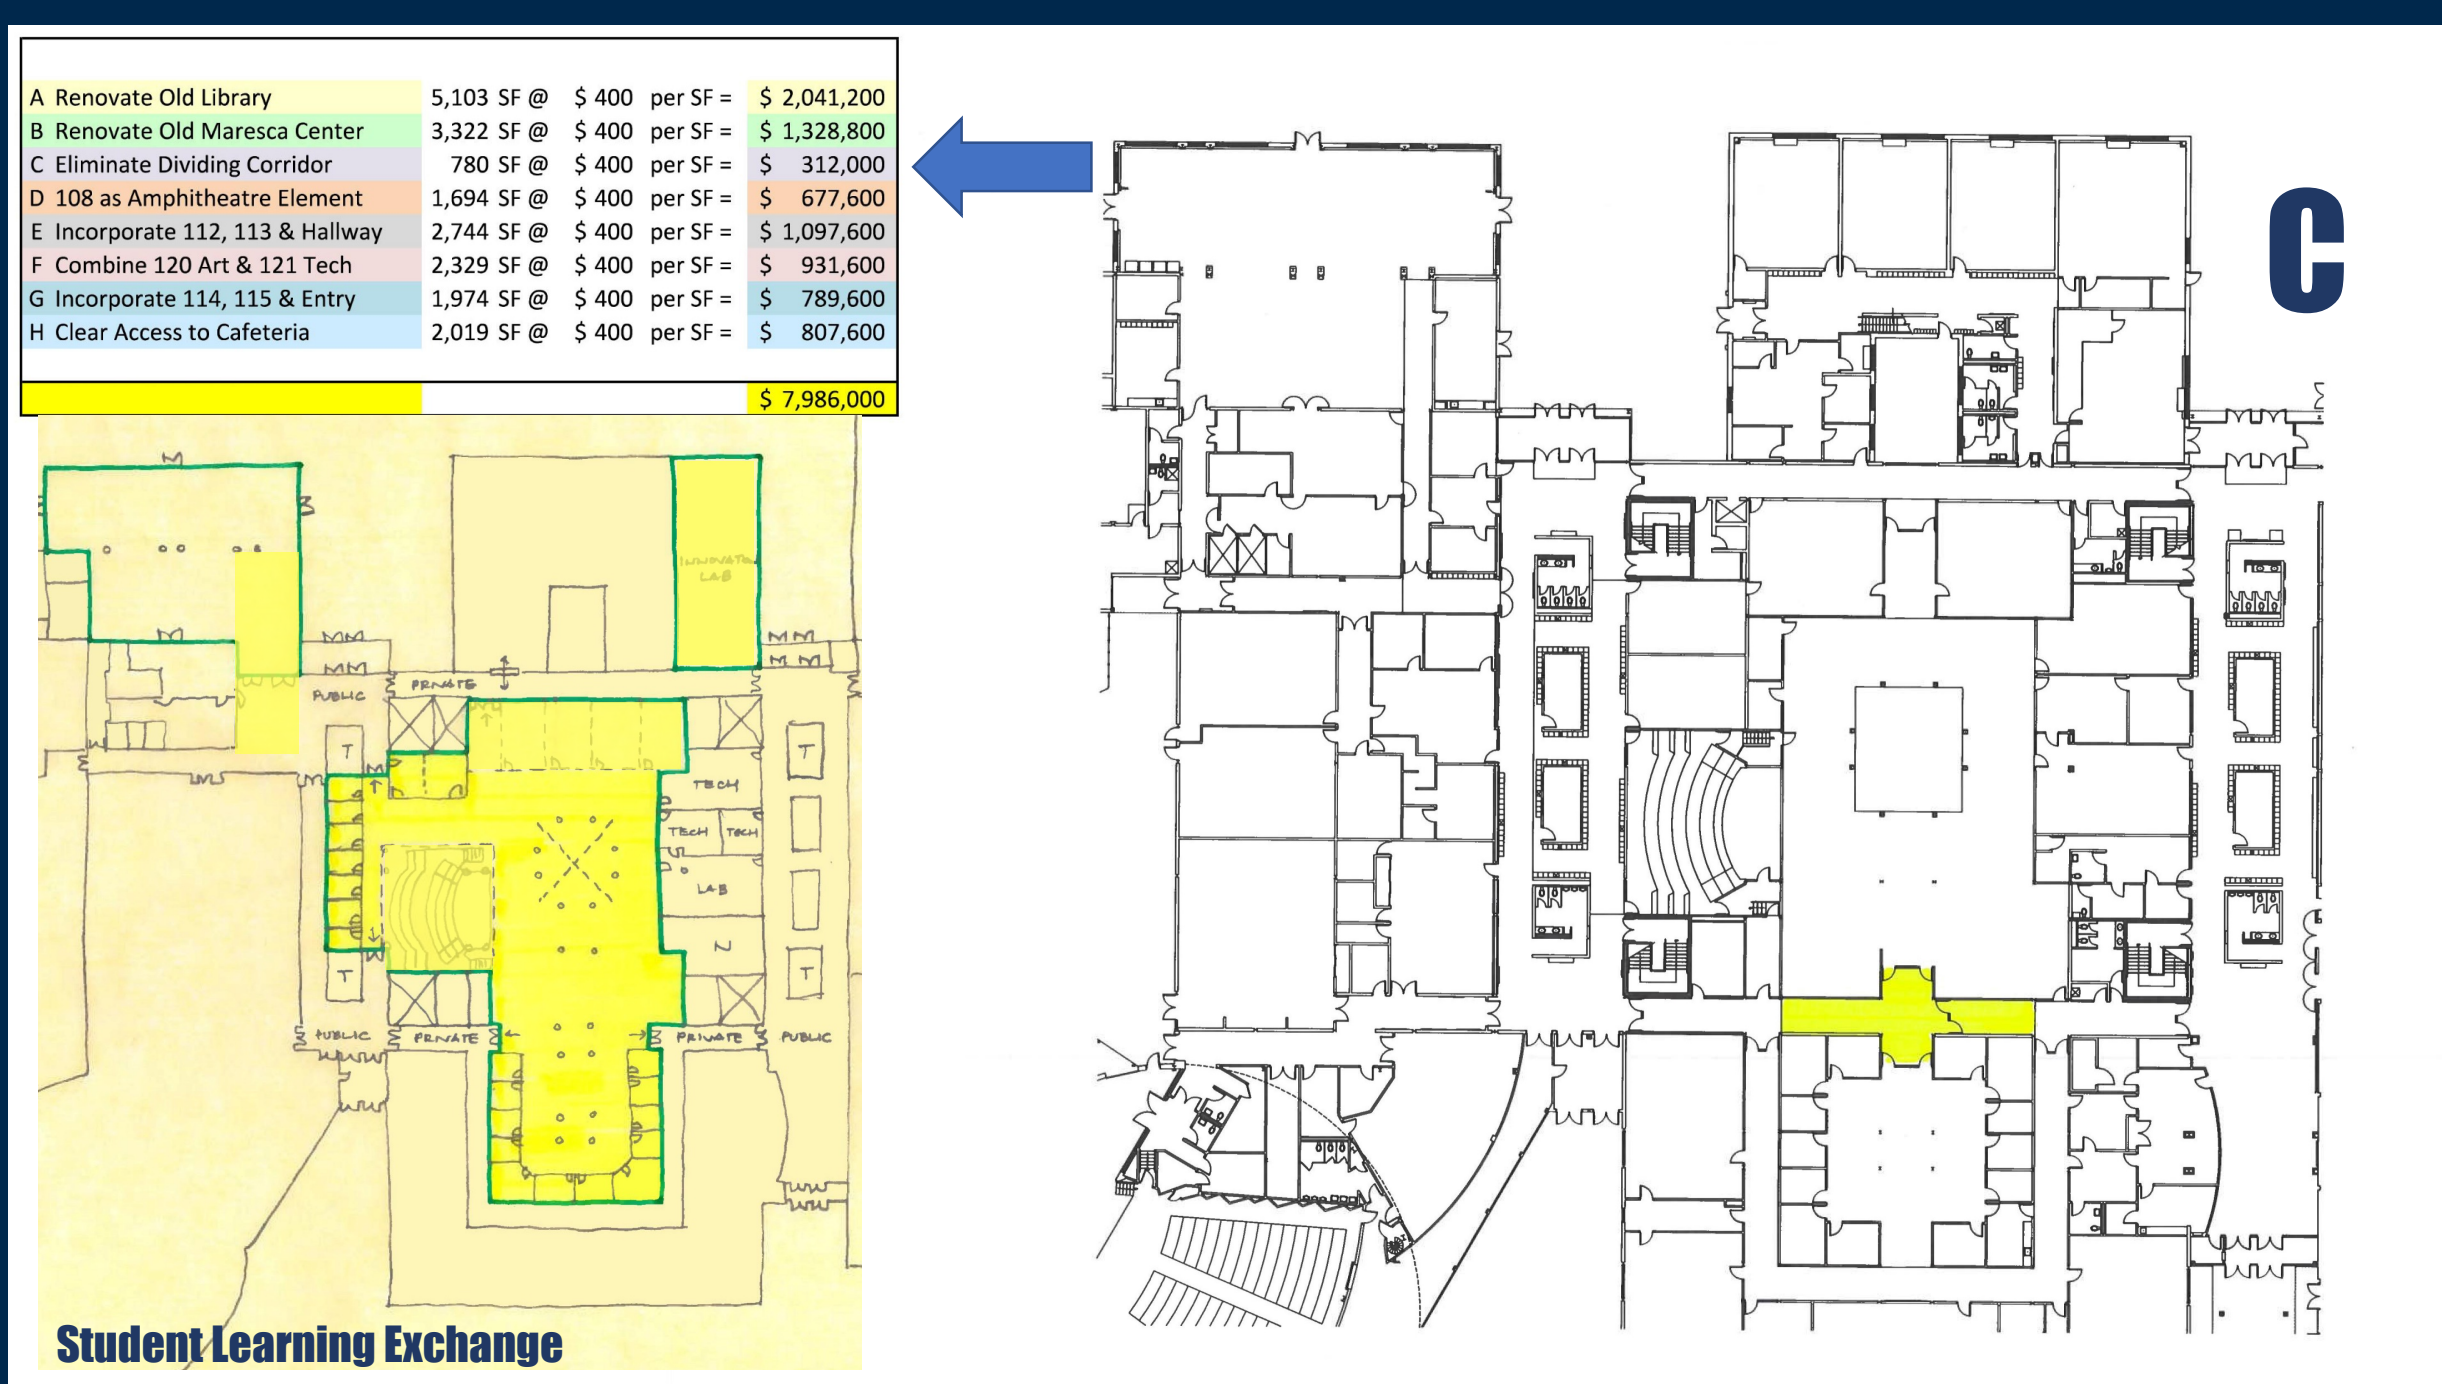 A Renovate Old Library 5,103 SF @ $ 400 per SF = $ 2,041,200
B Renovate Old Maresca Center 3,322 SF @ $ 400 per SF = $ 1,328,800
C Eliminate Dividing Corridor 780 SF @ $ 400 per SF = $ 312,000
D 108 as Amphitheatre Element 1,694 SF @ $ 400 per SF = $ 677,600
E Incorporate 112, 113 & Hallway 2,744 SF @ $ 400 per SF = $ 1,097,600
F Combine 120 Art & 121 Tech 2,329 SF @ $ 400 per SF = $ 931,600
G Incorporate 114, 115 & Entry 1,974 SF @ $ 400 per SF = $ 789,600
H Clear Access to Cafeteria 2,019 SF @ $ 400 per SF = $ 807,600
$ 7,986,000
C
LAB
PRIVATE
PUBLIC
T
T
TECH
TECH TECH
LAB
T
T
PUBLIC PRIVATE PRIVATE PUBLIC
Student Learning Exchange